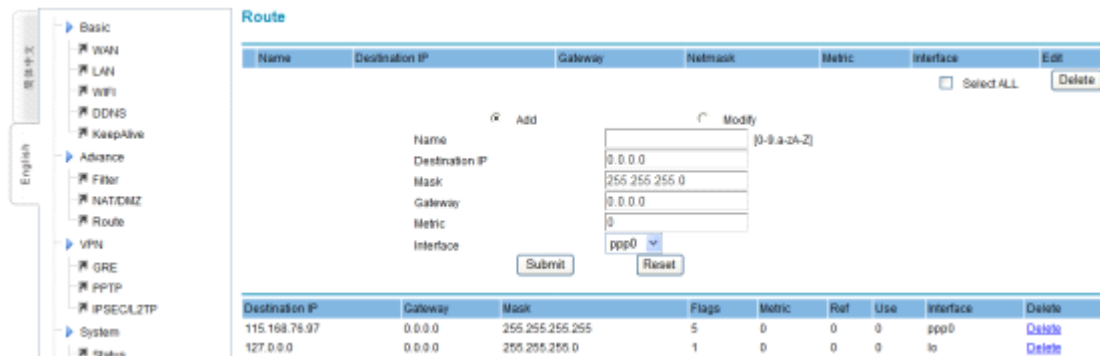 Route
简体中文
English
Basic
WAN
LAN
WIFI
DDNS
KeepAlive
Advance
Filter
NAT/DMZ
Route
VPN
GRE
PPTP
IPSEC/L2TP
System
Status
Name Destination IP Gateway Netmask Metric Interface Edit
Select ALL Delete
Add Modify
Name [0-9.a-zA-Z]
Destination IP 0.0.0.0
Mask 255.255.255.0
Gateway 0.0.0.0
Metric 0
Interface ppp0
Submit Reset
Destination IP Gateway Mask Flags Metric Ref Use Interface Delete
115.168.76.97 0.0.0.0 255.255.255.255 5 0 0 0 ppp0 Delete
127.0.0.0 0.0.0.0 255.255.255.0 1 0 0 0 lo Delete